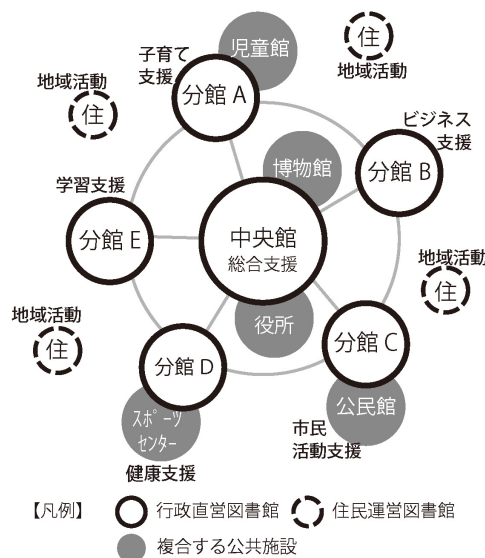 児童館
子育て
支援
分館 A
住
地域活動
地域活動
住
ビジネス
支援
分館 B
博物館
学習支援
分館 E
中央館
総合支援
地域活動
住
役所
地域活動
住
分館 C
分館 D
公民館
スポーツ
センター
市民
活動支援
健康支援
【凡例】 行政直営図書館 住 住民運営図書館
複合する公共施設